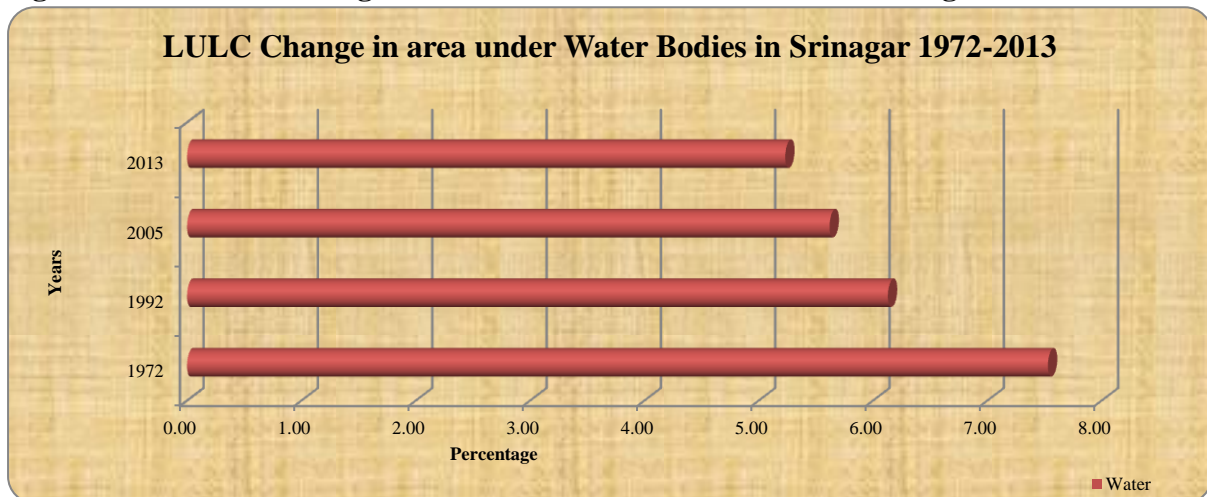 LULC Change in area under Water Bodies in Srinagar 1972-2013
2013
2005
1992
1972
Years
0.00 1.00 2.00 3.00 4.00 5.00 6.00 7.00 8.00
Percentage
Water